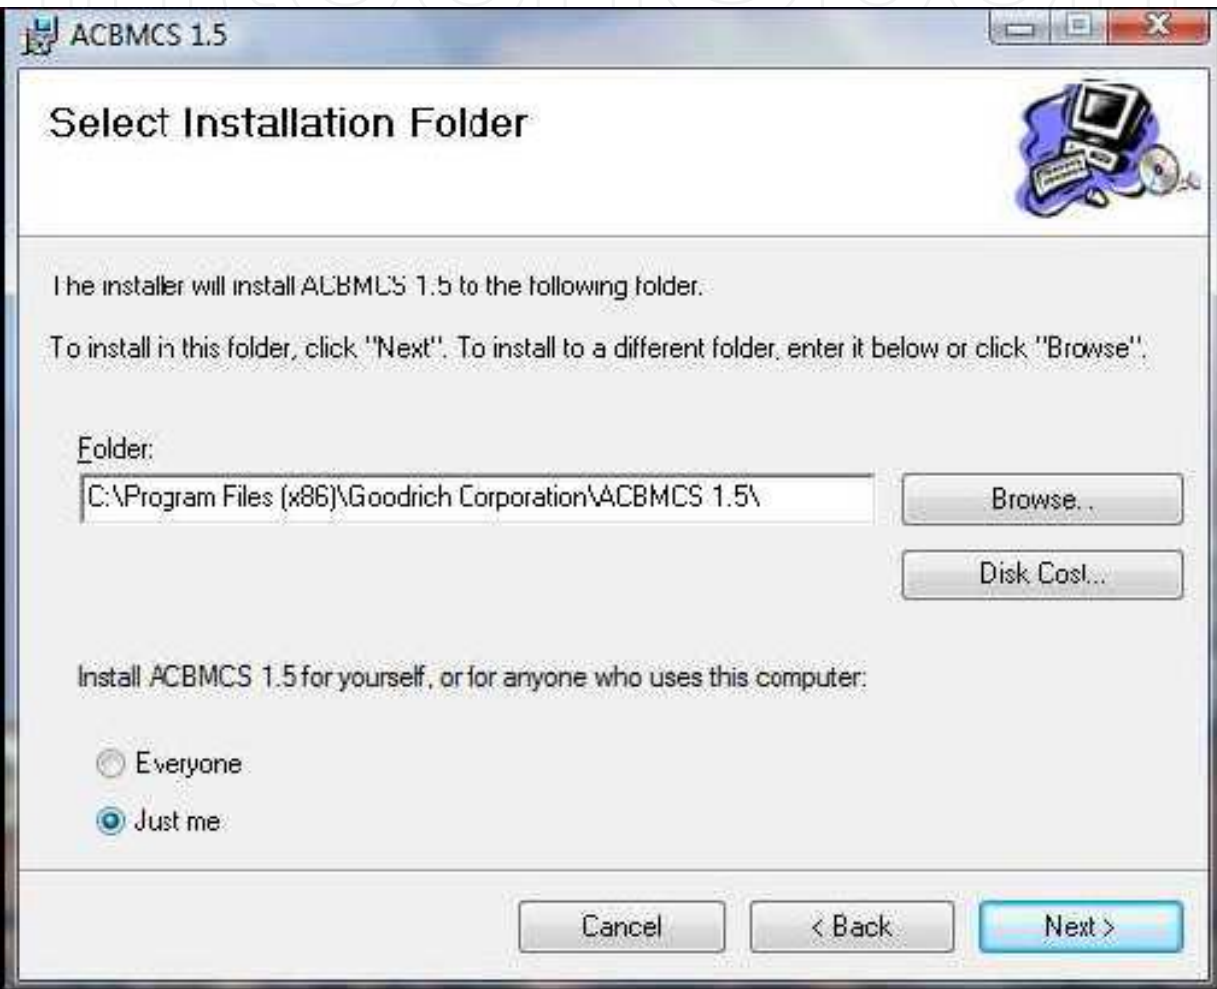 ACBMCS 1.5
Select Installation Folder
The installer will install ACBMCS 1.5 to the following folder.
To install in this folder, click "Next". To install to a different folder, enter it below or click "Browse".
Folder:
C:\Program Files (x86)\Goodrich Corporation\ACBMCS 1.5\
Browse...
Disk Cost...
Install ACBMCS 1.5 for yourself, or for anyone who uses this computer:
Everyone
Just me
Cancel
< Back
Next >